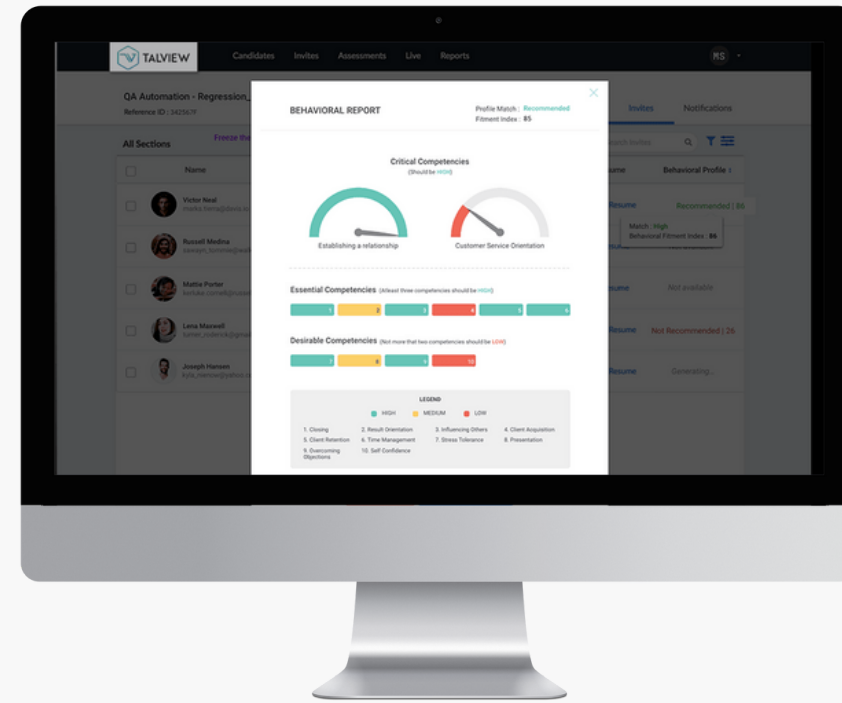 TALVIEW
Candidates Invites Assessments Live Reports
MS
QA Automation - Regression_
Reference ID : 3425679
Invites Notifications
All Sections
Freeze the
Search Invites
Name
Behavioral Profile
BEHAVIORAL REPORT
Profile Match : Recommended
Fitment Index : 85
Critical Competencies
(Should be HIGH)
Establishing a relationship
Customer Service Orientation
Essential Competencies (Atleast three competencies should be HIGH)
1 2 3 4 5 6
Desirable Competencies (Not more that two competencies should be LOW)
7 8 9 10
LEGEND
HIGH MEDIUM LOW
1. Closing 2. Result Orientation 3. Influencing Others 4. Client Acquisition
5. Client Retention 6. Time Management 7. Stress Tolerance 8. Presentation
9. Overcoming Objections 10. Self Confidence
Victor Neal
Resume Recommended | 86
Match : High
Behavioral Fitment Index : 86
Russell Medina
Mattie Porter
Not available
Lena Maxwell
Resume Not Recommended | 26
Joseph Hansen
Resume Generating...